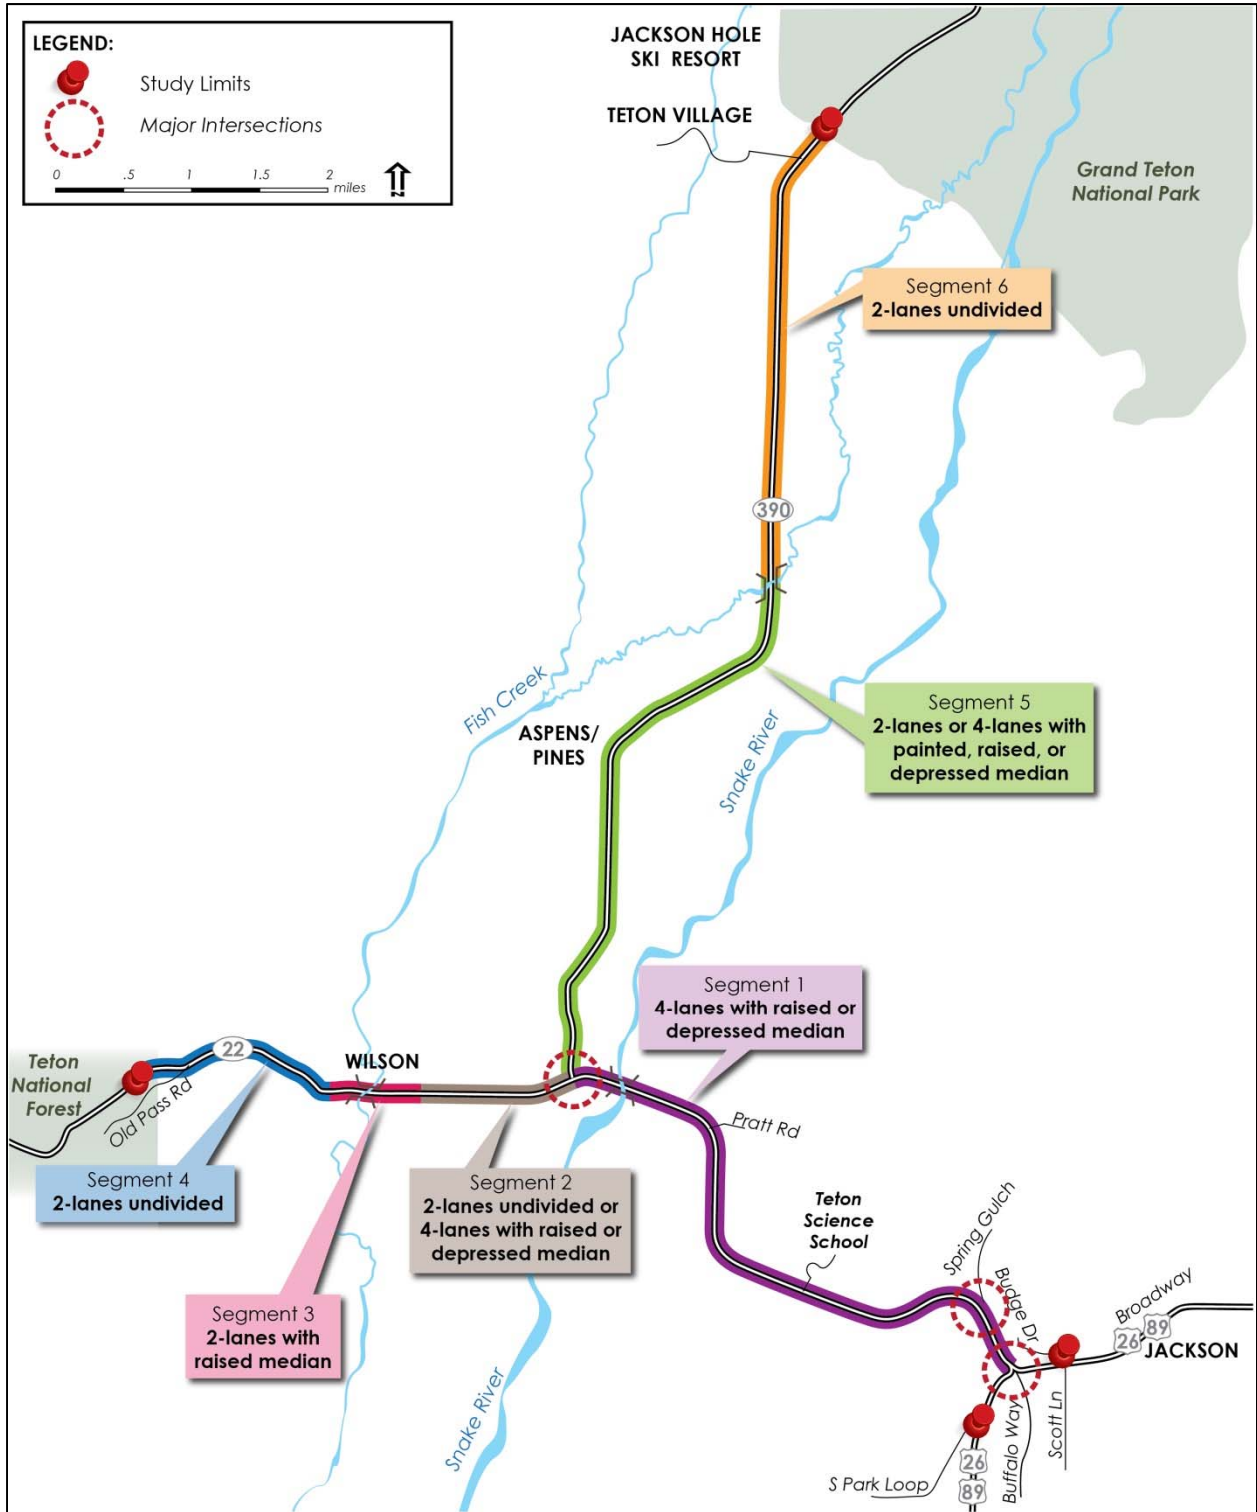 LEGEND:
Study Limits
Major Intersections
0 .5 1 1.5 2
miles
JACKSON HOLE
SKI RESORT
TETON VILLAGE
Grand Teton
National Park
Segment 6
2-lanes undivided
390
Fish Creek
ASPENS/
PINES
Snake River
Segment 5
2-lanes or 4-lanes with
painted, raised, or
depressed median
Segment 1
4-lanes with raised or
depressed median
Teton
National
Forest
22
Old Pass Rd
WILSON
Pratt Rd
Segment 4
2-lanes undivided
Segment 2
2-lanes undivided or
4-lanes with raised or
depressed median
Teton
Science
School
Spring Gulch
Budge Dr
Broadway
26 89
JACKSON
Segment 3
2-lanes with
raised median
Snake River
S Park Loop
26
89
Buffalo Way
Scott Ln